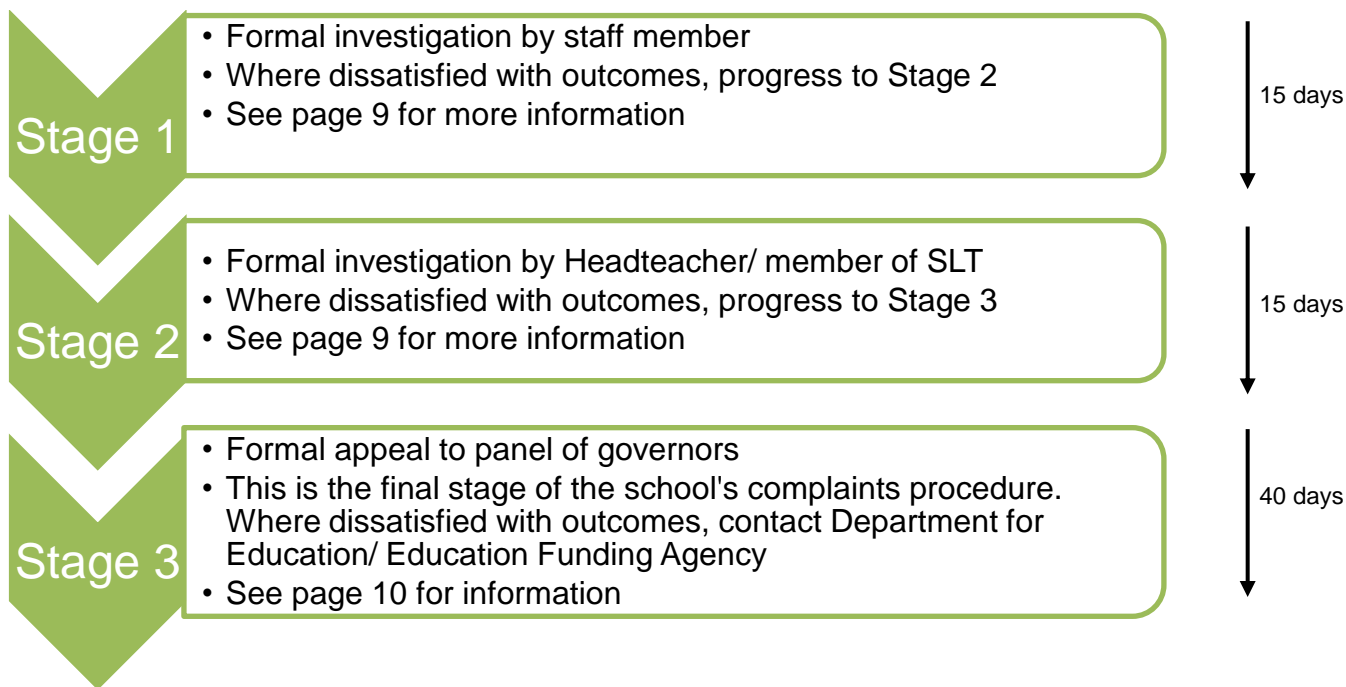 Stage 1
• Formal investigation by staff member
• Where dissatisfied with outcomes, progress to Stage 2
• See page 9 for more information
15 days
Stage 2
• Formal investigation by Headteacher/ member of SLT
• Where dissatisfied with outcomes, progress to Stage 3
• See page 9 for more information
15 days
Stage 3
• Formal appeal to panel of governors
• This is the final stage of the school's complaints procedure.
Where dissatisfied with outcomes, contact Department for
Education/ Education Funding Agency
• See page 10 for information
40 days